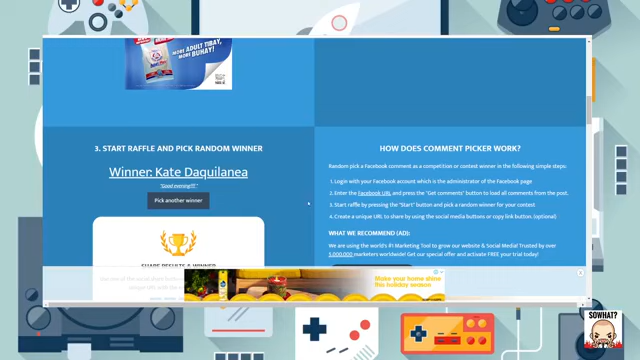 MORE ADULT TIBAY,
MORE BUHAY!
3. START RAFFLE AND PICK RANDOM WINNER
Winner: Kate Daquilanea
Pick another winner
HOW DOES COMMENT PICKER WORK?
Random pick a Facebook comment as a competition or contest winner in the following simple steps:
1. Login with your Facebook account which is the administrator of the Facebook page
2. Enter the Facebook URL and press the "Get comments" button to load all comments from the post.
3. Start raffle by pressing the "Start" button and pick a random winner for your contest
4. Create a unique URL to share by using the social media buttons or copy link button. (optional)
WHAT WE RECOMMEND (AD):
We are using the world's #1 Marketing Tool to grow our website & Social Media! Trusted by over
5,000,000 marketers worldwide! Get our special offer and activate FREE your trial today!
SHARE RESULTS & WINNER
Make your home shine
this holiday season
SOWHAT?